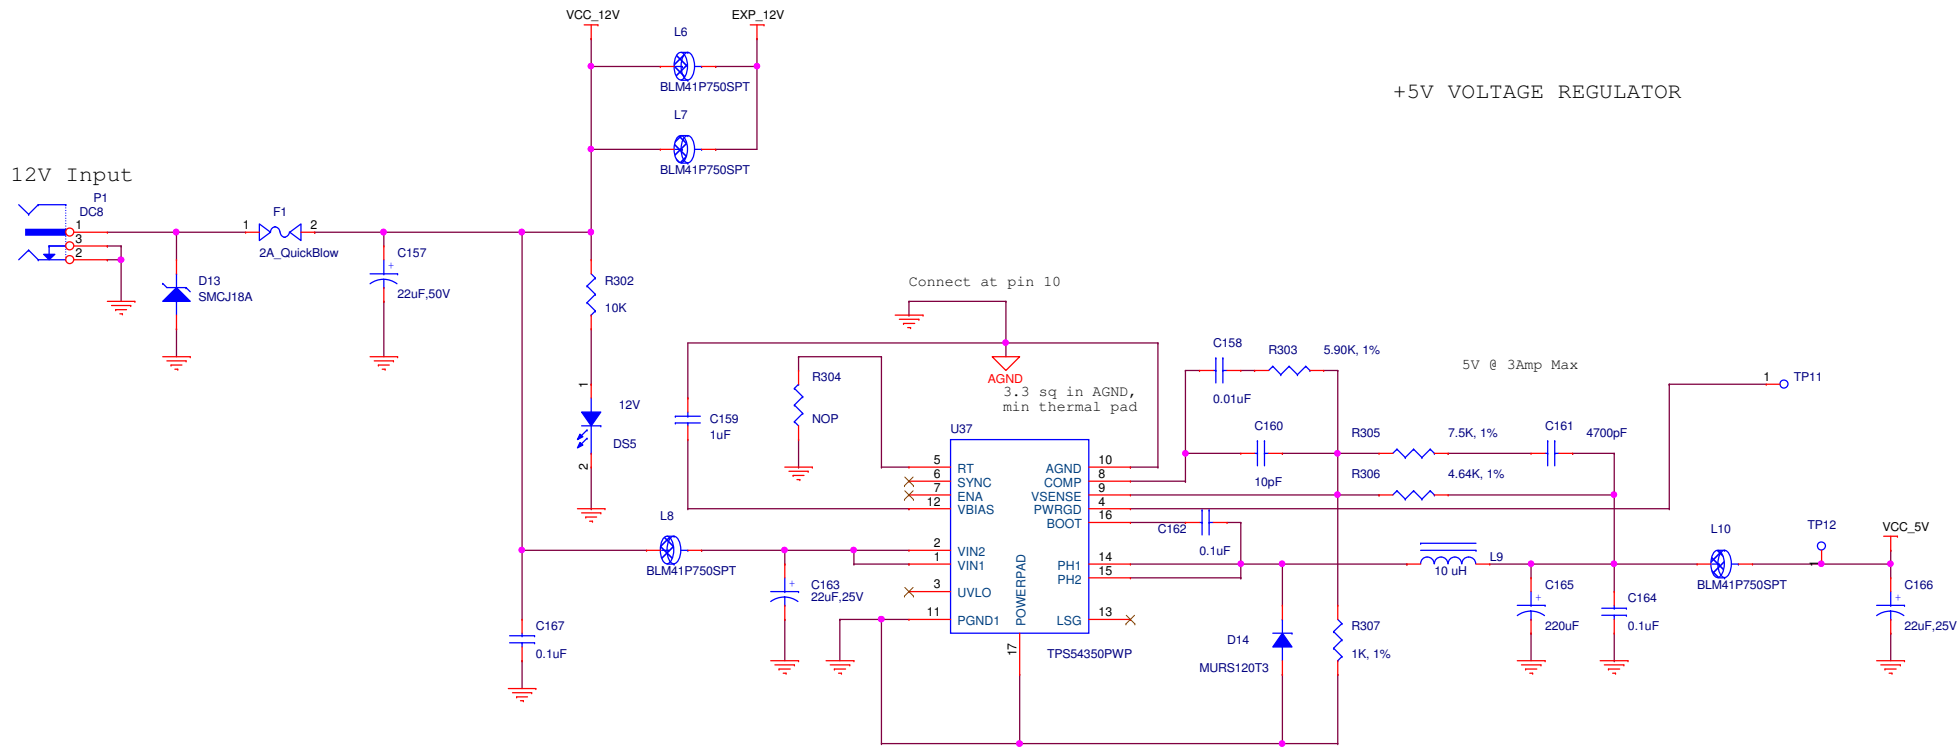 VCC_12V
EXP_12V
L6
BLM41P750SPT
+5V VOLTAGE REGULATOR
L7
BLM41P750SPT
12V Input
P1
DC8
1
3
2
F1
1
2
2A_QuickBlow
D13
SMCJ18A
C157
+
22uF,50V
R302
10K
Connect at pin 10
AGND
3.3 sq in AGND,
min thermal pad
1
12V
DS5
2
C159
1uF
R304
NOP
C158
R303
5.90K, 1%
0.01uF
5V @ 3Amp Max
1
TP11
C160
10pF
R305
7.5K, 1%
C161
4700pF
R306
4.64K, 1%
U37
5
RT
6
SYNC
7
ENA
12
VBIAS
2
VIN2
1
VIN1
3
UVLO
11
PGND1
POWERPAD
17
AGND
10
COMP
8
VSENSE
9
PWRGD
4
BOOT
16
PH1
14
PH2
15
LSG
13
TPS54350PWP
L8
BLM41P750SPT
C163
+
22uF,25V
C167
0.1uF
C162
0.1uF
D14
MURS120T3
R307
1K, 1%
L9
10 uH
C165
+
220uF
C164
0.1uF
L10
BLM41P750SPT
TP12
VCC_5V
C166
+
22uF,25V